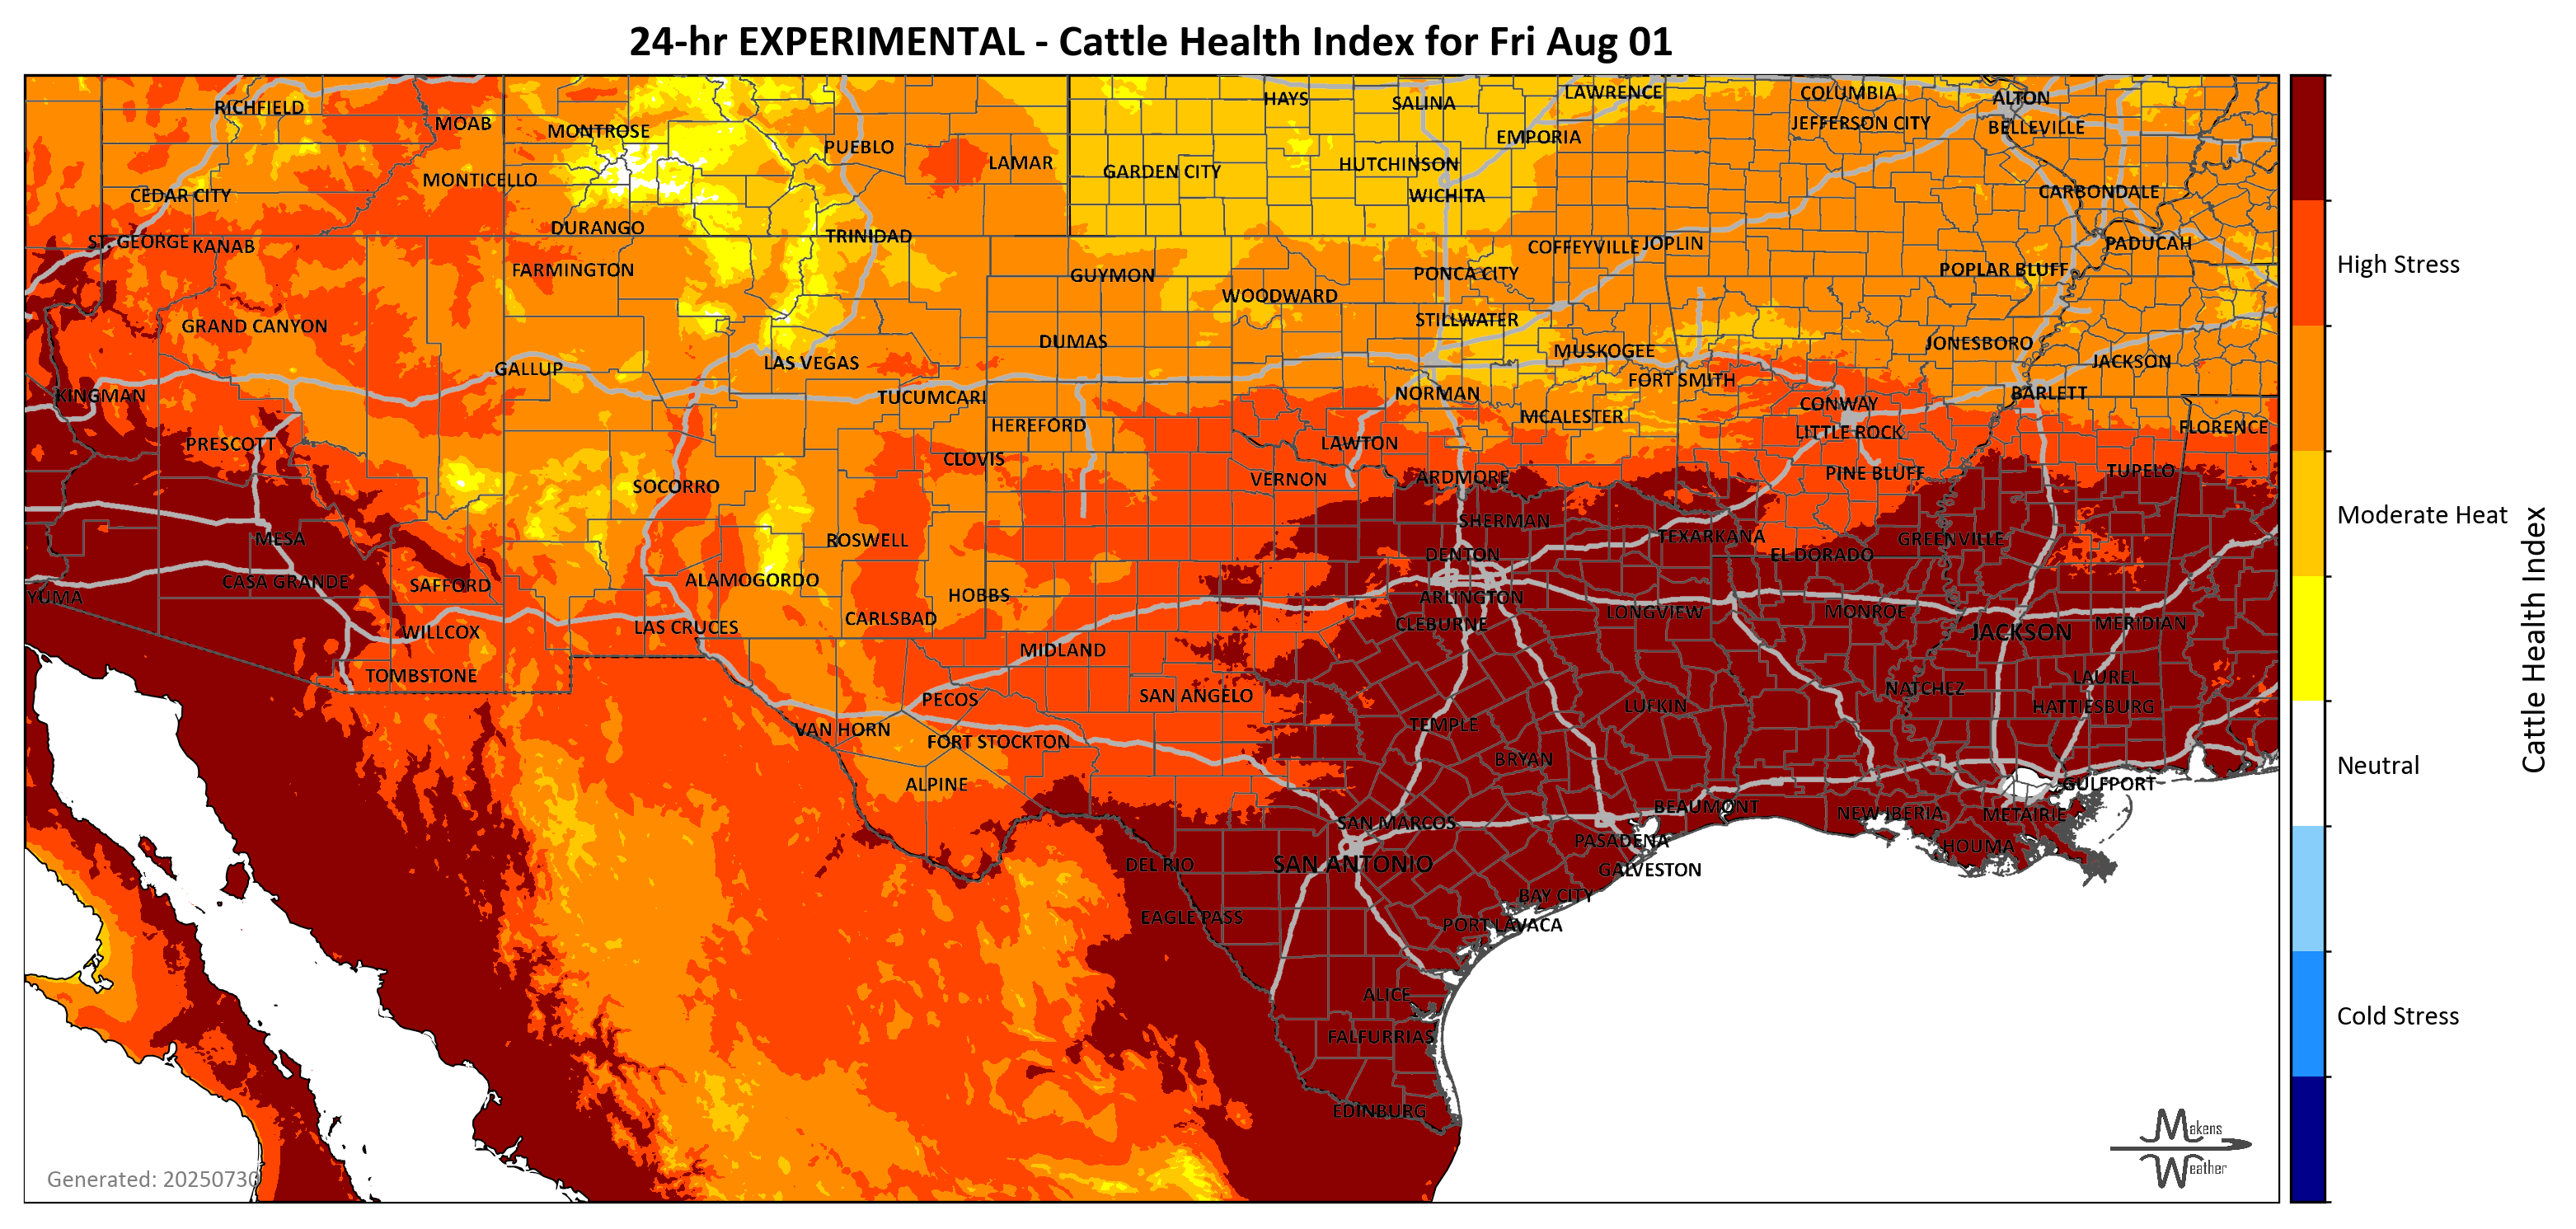 24-hr EXPERIMENTAL - Cattle Health Index for Fri Aug 01
RICHFIELD
MOAB
MONTROSE
PUEBLO
LAMAR
HAYS
SALINA
LAWRENCE
COLUMBIA
ALTON
EMPORIA
JEFFERSON CITY
BELLEVILLE
CEDAR CITY
MONTICELLO
GARDEN CITY
HUTCHINSON
WICHITA
CARBONDALE
ST. GEORGE
KANAB
DURANGO
TRINIDAD
COFFEYVILLE
JOPLIN
PADUCAH
FARMINGTON
GUYMON
PONCA CITY
POPLAR BLUFF
High Stress
WOODWARD
GRAND CANYON
STILLWATER
DUMAS
MUSKOGEE
JONESBORO
JACKSON
GALLUP
LAS VEGAS
FORT SMITH
KINGMAN
TUCUMCARI
NORMAN
BARLETT
CONWAY
HEREFORD
MCALESTER
FLORENCE
PRESCOTT
LAWTON
LITTLE ROCK
CLOVIS
VERNON
ARDMORE
PINE BLUFF
TUPELO
SOCORRO
Moderate Heat
MESA
ROSWELL
SHERMAN
TEXARKANA
GREENVILLE
DENTON
EL DORADO
CASA GRANDE
SAFFORD
ALAMOGORDO
YUMA
HOBBS
ARLINGTON
LONGVIEW
MONROE
CARLSBAD
CLEBURNE
WILLCOX
LAS CRUCES
JACKSON
MERIDIAN
TOMBSTONE
MIDLAND
LAUREL
PECOS
SAN ANGELO
NATCHEZ
HATTIESBURG
VAN HORN
FORT STOCKTON
TEMPLE
LUFKIN
Cattle Health Index
BRYAN
Neutral
ALPINE
GULFPORT
SAN MARCOS
BEAUMONT
NEW IBERIA
METAIRIE
PASADENA
HOUMA
DEL RIO
SAN ANTONIO
GALVESTON
BAY CITY
EAGLE PASS
PORT LAVACA
ALICE
Cold Stress
FALFURRIAS
EDINBURG
Makens
Weather
Generated: 20250730